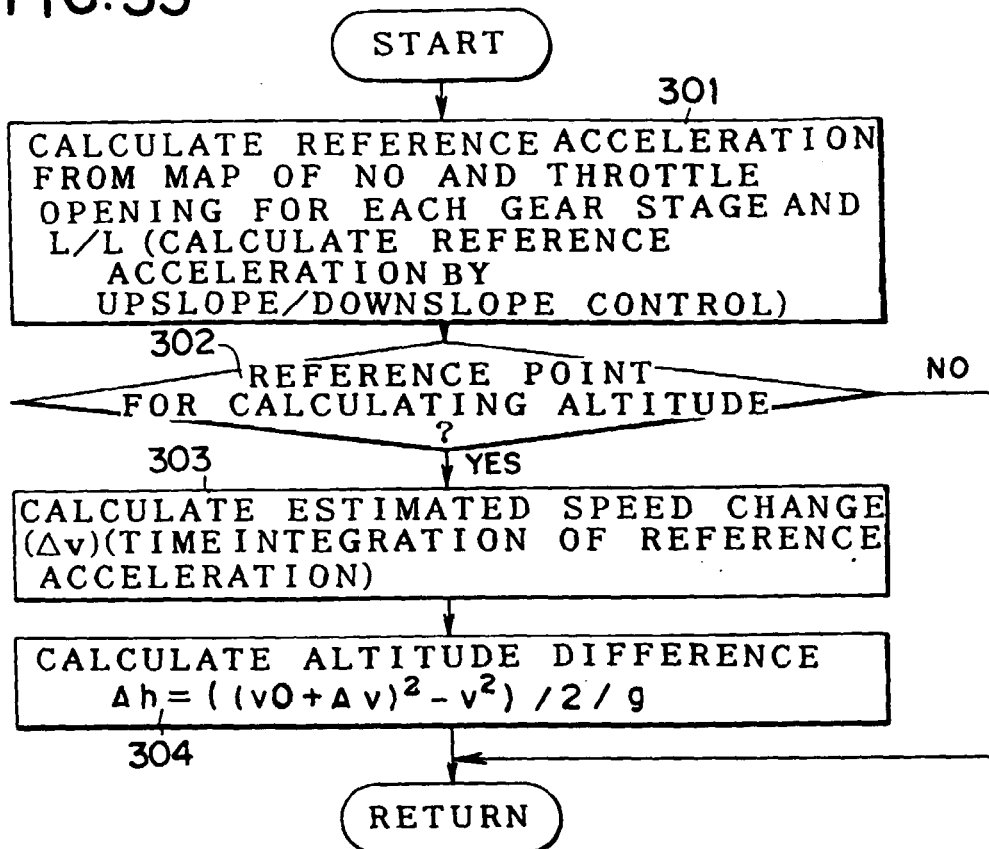 START
301
CALCULATE REFERENCE ACCELERATION
FROM MAP OF NO AND THROTTLE
OPENING FOR EACH GEAR STAGE AND
L/L (CALCULATE REFERENCE
ACCELERATION BY
UPSLOPE/DOWNSLOPE CONTROL)
302
REFERENCE POINT
FOR CALCULATING ALTITUDE
?
NO
YES
303
CALCULATE ESTIMATED SPEED CHANGE
(Δv)(TIME INTEGRATION OF REFERENCE
ACCELERATION)
CALCULATE ALTITUDE DIFFERENCE
Δh = ((v0+Δv)² - v²) /2/g
304
RETURN